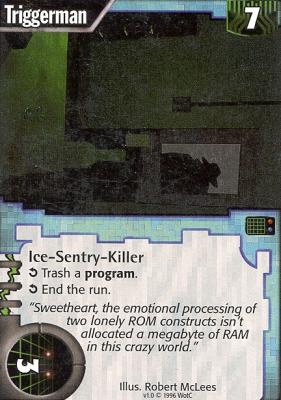 Triggerman
7
Ice-Sentry-Killer
Trash a program.
End the run.
“Sweetheart, the emotional processing of
two lonely ROM constructs isn’t
allocated a megabyte of RAM
in this crazy world.”
3
Illus. Robert McLees
v1.0 © 1996 WotC